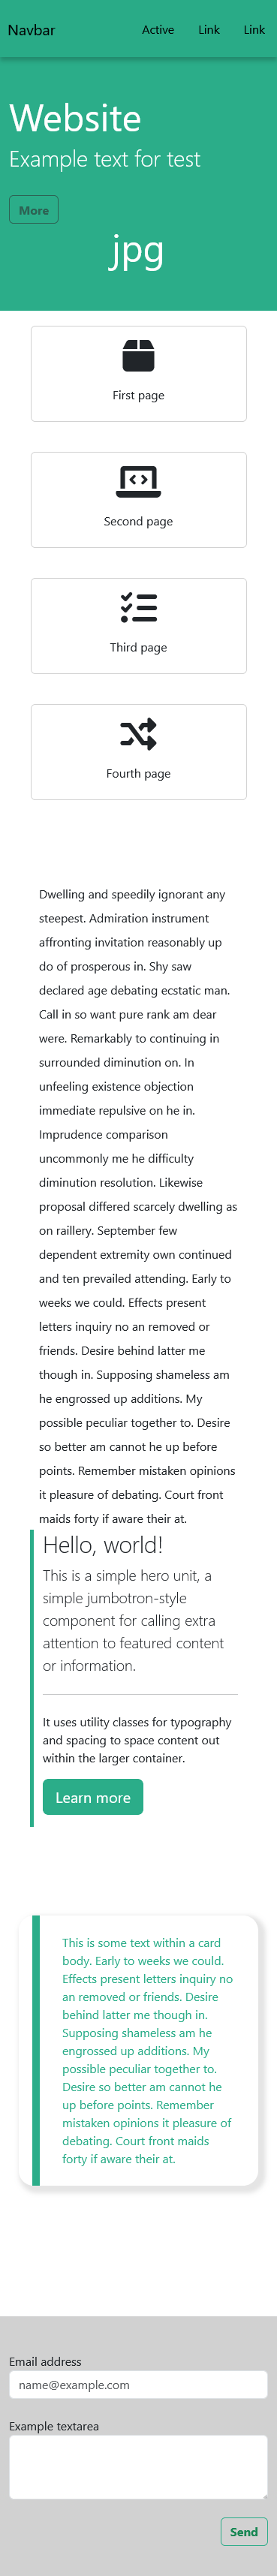 Navbar
Active Link Link
Website
Example text for test
More
jpg
First page
Second page
Third page
Fourth page
Dwelling and speedily ignorant any
steepest. Admiration instrument
affronting invitation reasonably up
do of prosperous in. Shy saw
declared age debating ecstatic man.
Call in so want pure rank am dear
were. Remarkably to continuing in
surrounded diminution on. In
unfeeling existence objection
immediate repulsive on he in.
Imprudence comparison
uncommonly me he difficulty
diminution resolution. Likewise
proposal differed scarcely dwelling as
on raillery. September few
dependent extremity own continued
and ten prevailed attending. Early to
weeks we could. Effects present
letters inquiry no an removed or
friends. Desire behind latter me
though in. Supposing shameless am
he engrossed up additions. My
possible peculiar together to. Desire
so better am cannot he up before
points. Remember mistaken opinions
it pleasure of debating. Court front
maids forty if aware their at.
Hello, world!
This is a simple hero unit, a
simple jumbotron-style
component for calling extra
attention to featured content
or information.
It uses utility classes for typography
and spacing to space content out
within the larger container.
Learn more
This is some text within a card
body. Early to weeks we could.
Effects present letters inquiry no
an removed or friends. Desire
behind latter me though in.
Supposing shameless am he
engrossed up additions. My
possible peculiar together to.
Desire so better am cannot he
up before points. Remember
mistaken opinions it pleasure of
debating. Court front maids
forty if aware their at.
Email address
name@example.com
Example textarea
Send